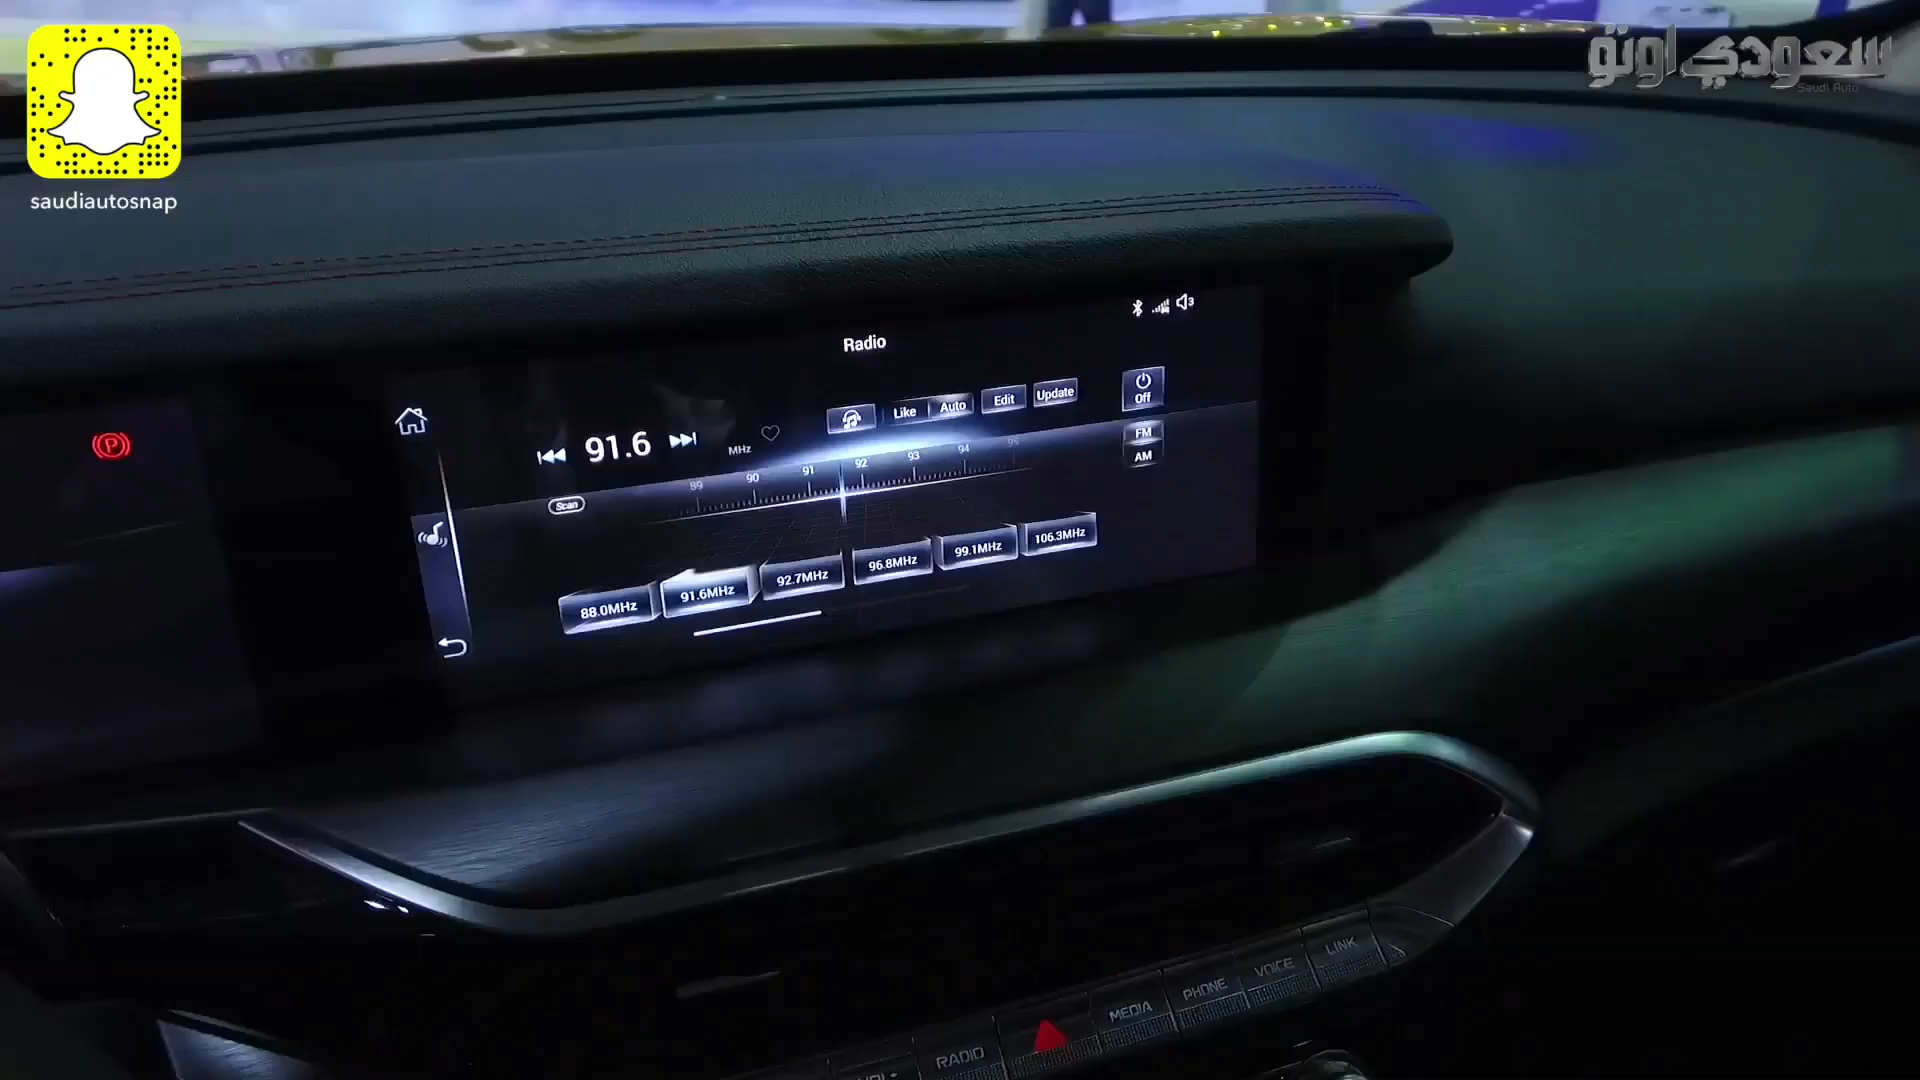 سعودي اوتو
Saudi Auto
saudiautosnap
3
Radio
Off
91.6
MHz
Like
Auto
Edit
Update
FM
AM
89
90
91
92
93
94
95
Scan
88.0MHz
91.6MHz
92.7MHz
96.8MHz
99.1MHz
106.3MHz
P
RADIO
MEDIA
PHONE
VOICE
LINK